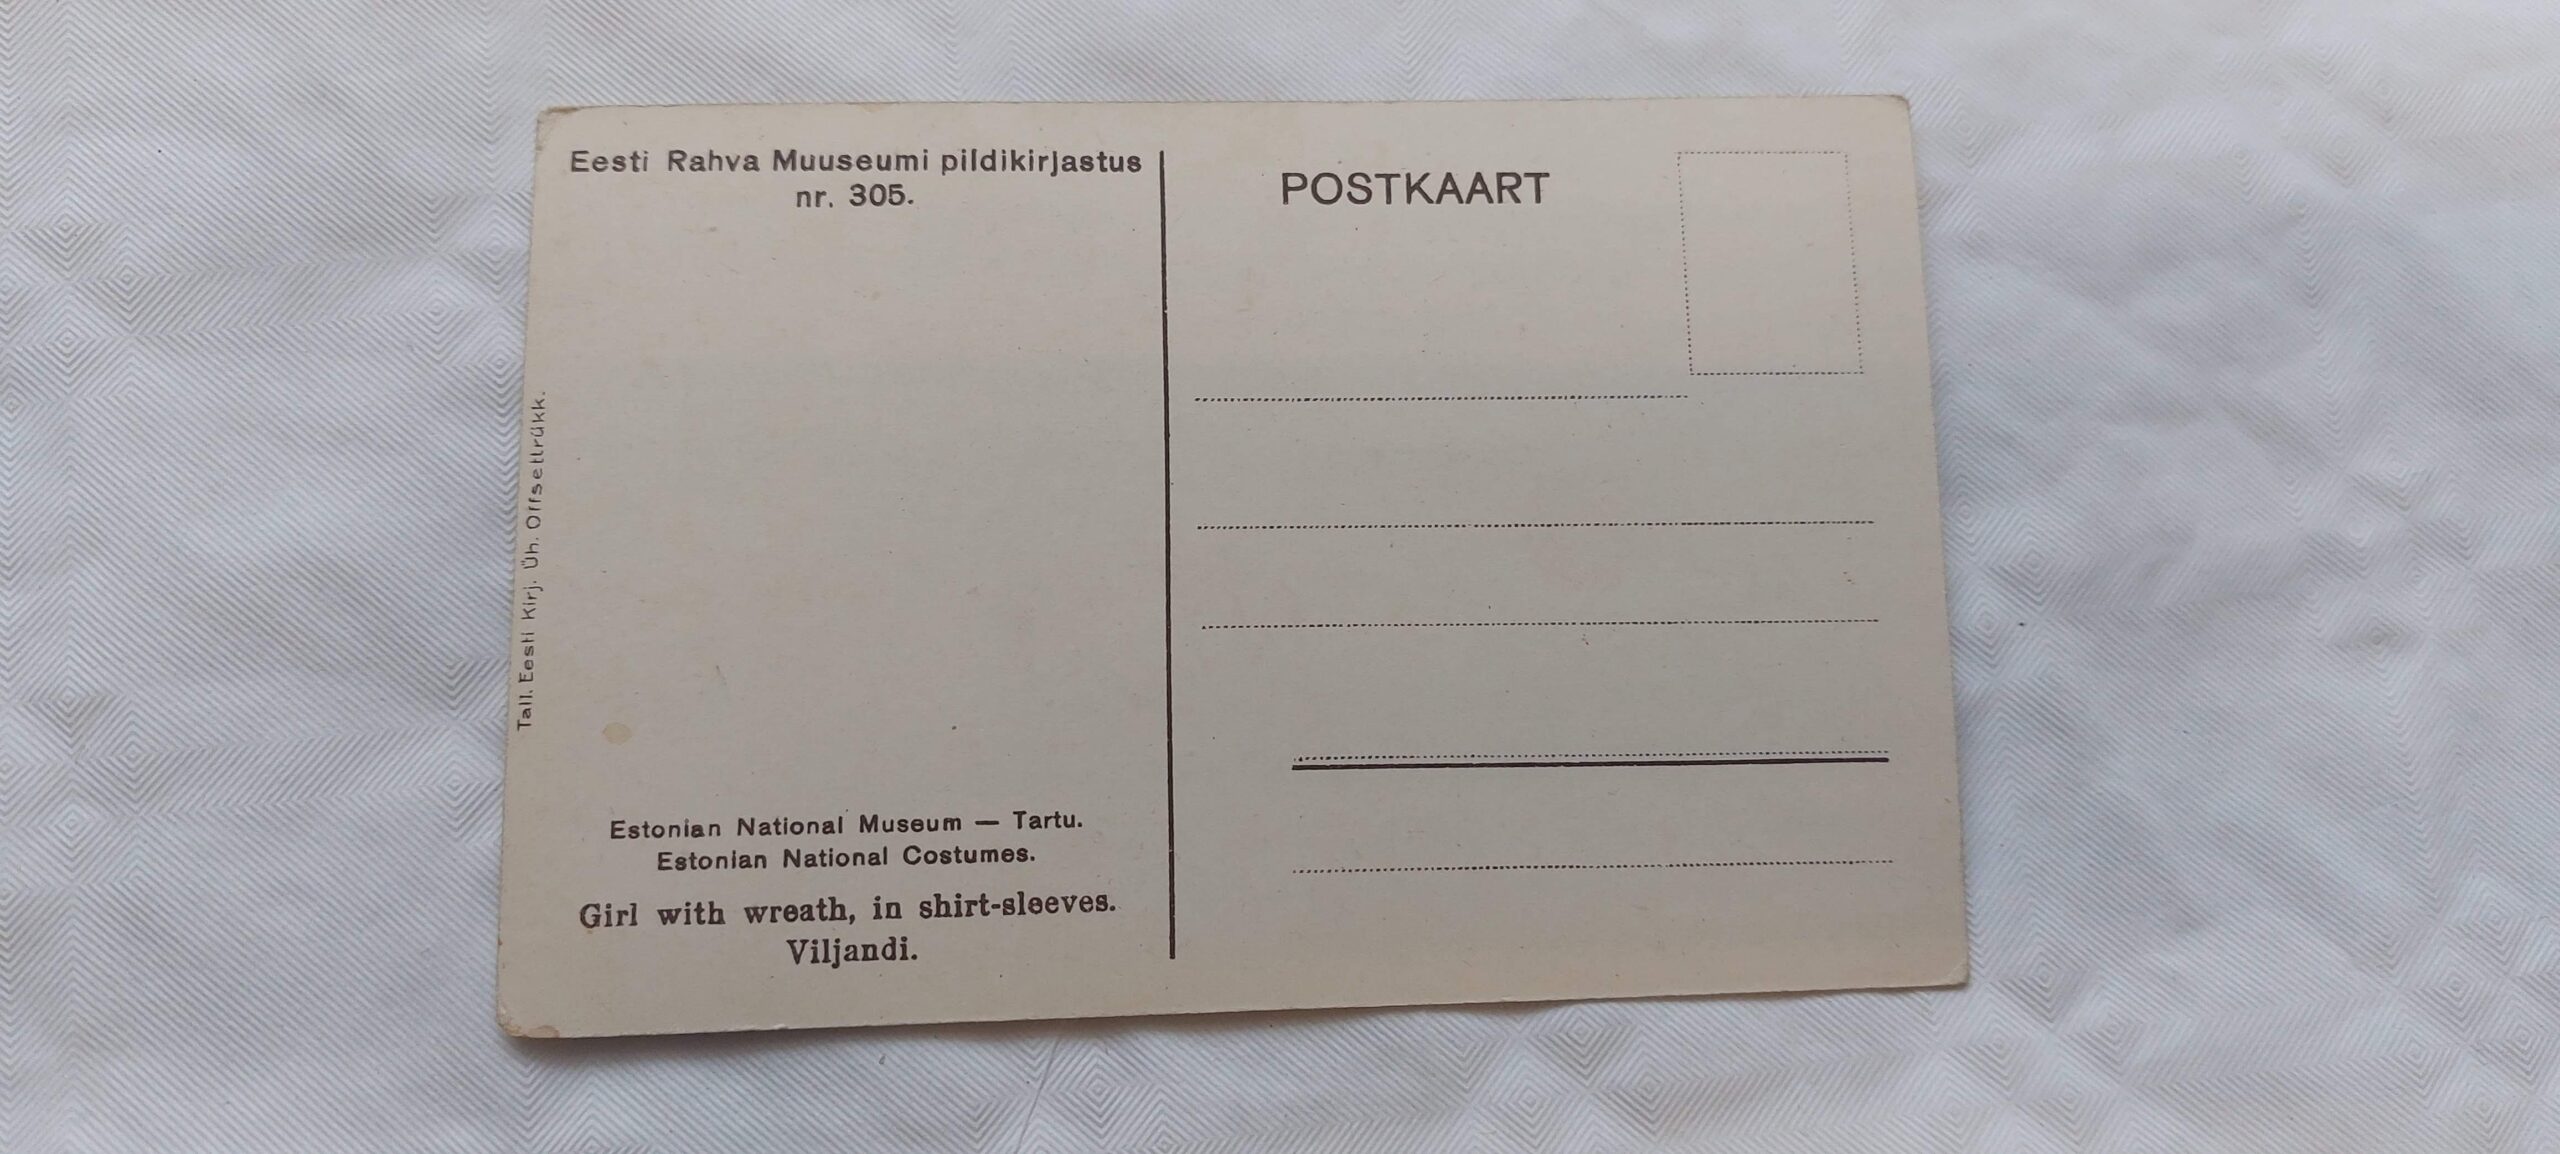 Eesti Rahva Muuseumi pildikirjastus
nr. 305.
POSTKAART
Tall. Eesti Kirj. Üh. Offsettrükk.
Estonian National Museum — Tartu.
Estonian National Costumes.
Girl with wreath, in shirt-sleeves.
Viljandi.